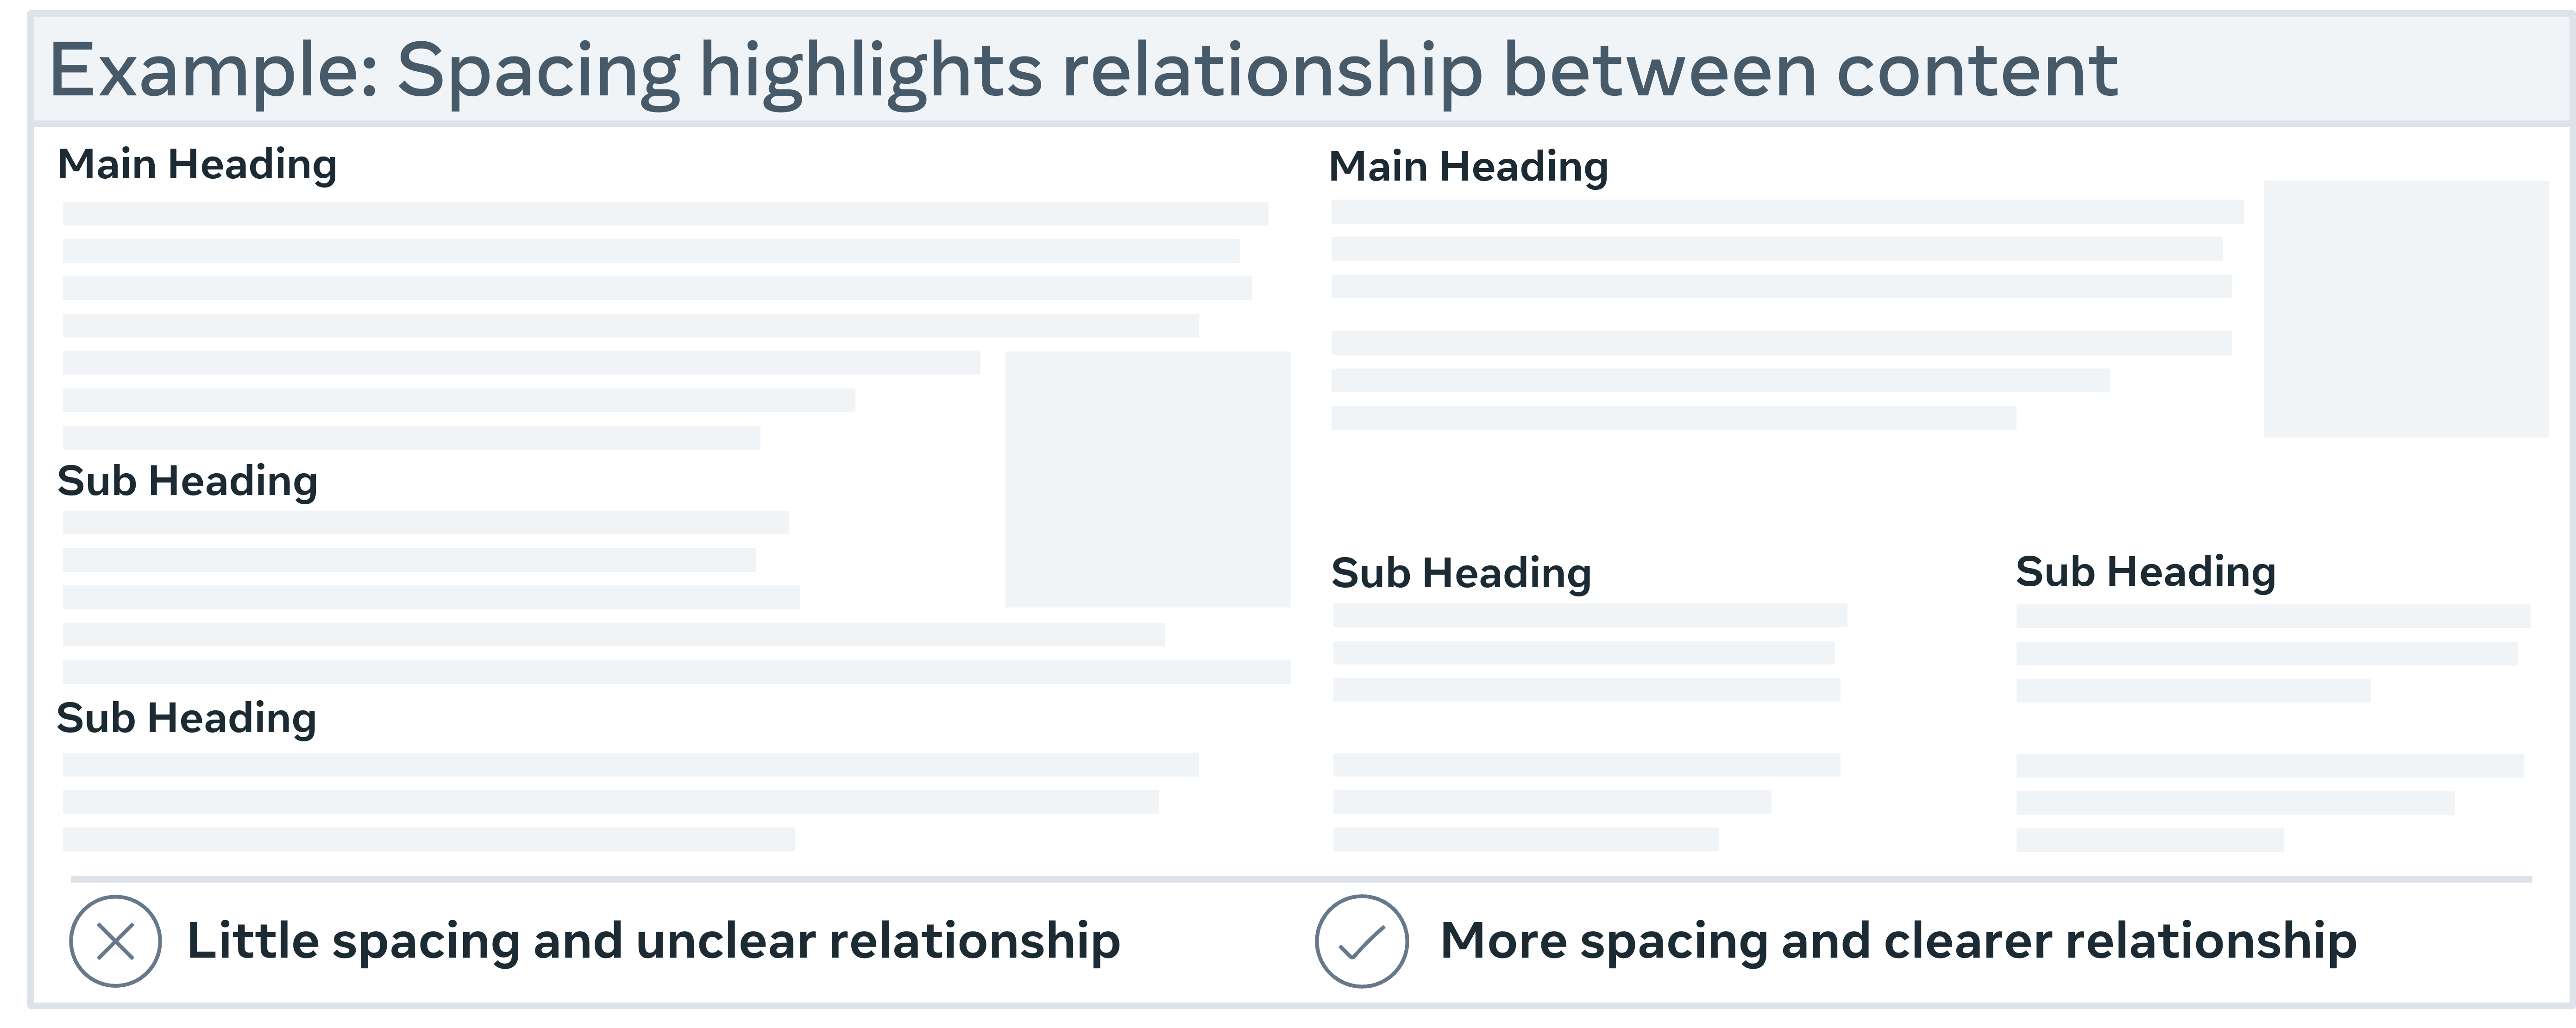 Example: Spacing highlights relationship between content
Main Heading
Sub Heading
Sub Heading
Main Heading
Sub Heading
Sub Heading
Little spacing and unclear relationship
More spacing and clearer relationship